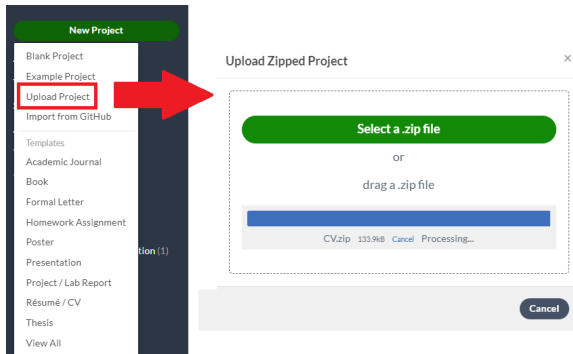 New Project
Blank Project
Example Project
Upload Project
Import from GitHub
Templates
Academic Journal
Book
Formal Letter
Homework Assignment
Poster
Presentation
Project / Lab Report
Résumé / CV
Thesis
View All
tion (1)
Upload Zipped Project
×
Select a .zip file
or
drag a .zip file
CV.zip 133.9kB Cancel Processing...
Cancel